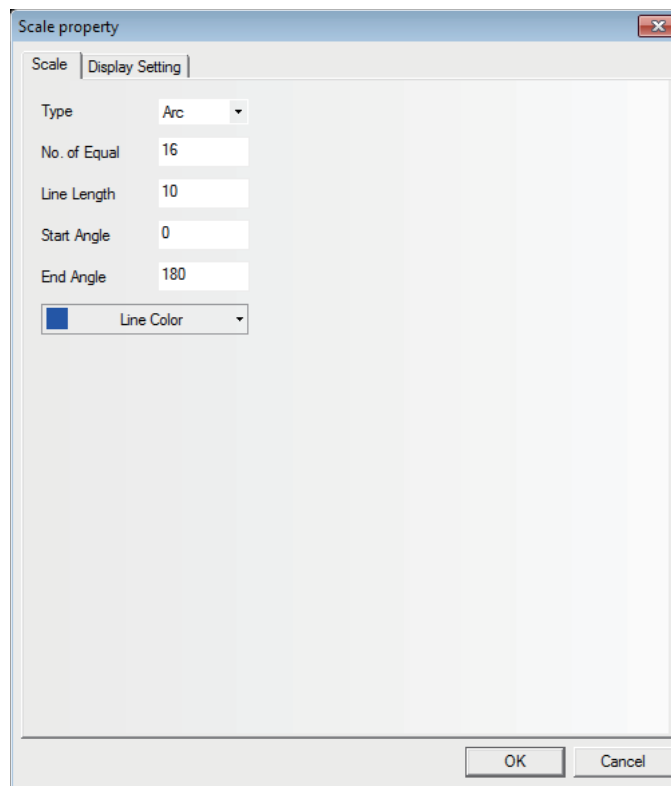 Scale property
Scale Display Setting
Type Arc
No. of Equal 16
Line Length 10
Start Angle 0
End Angle 180
Line Color
OK Cancel